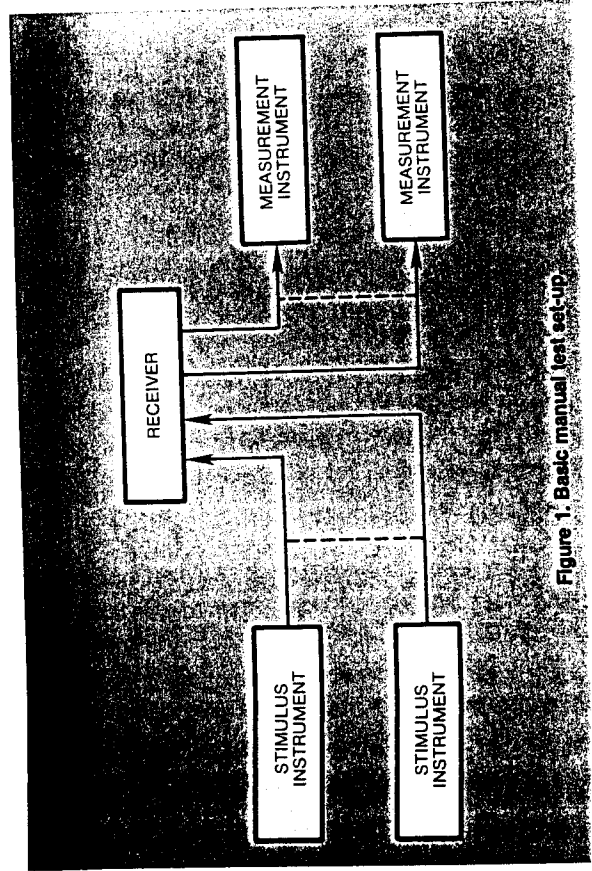 RECEIVER
STIMULUS
INSTRUMENT
STIMULUS
INSTRUMENT
MEASUREMENT
INSTRUMENT
MEASUREMENT
INSTRUMENT
Figure 1. Basic manual test set-up